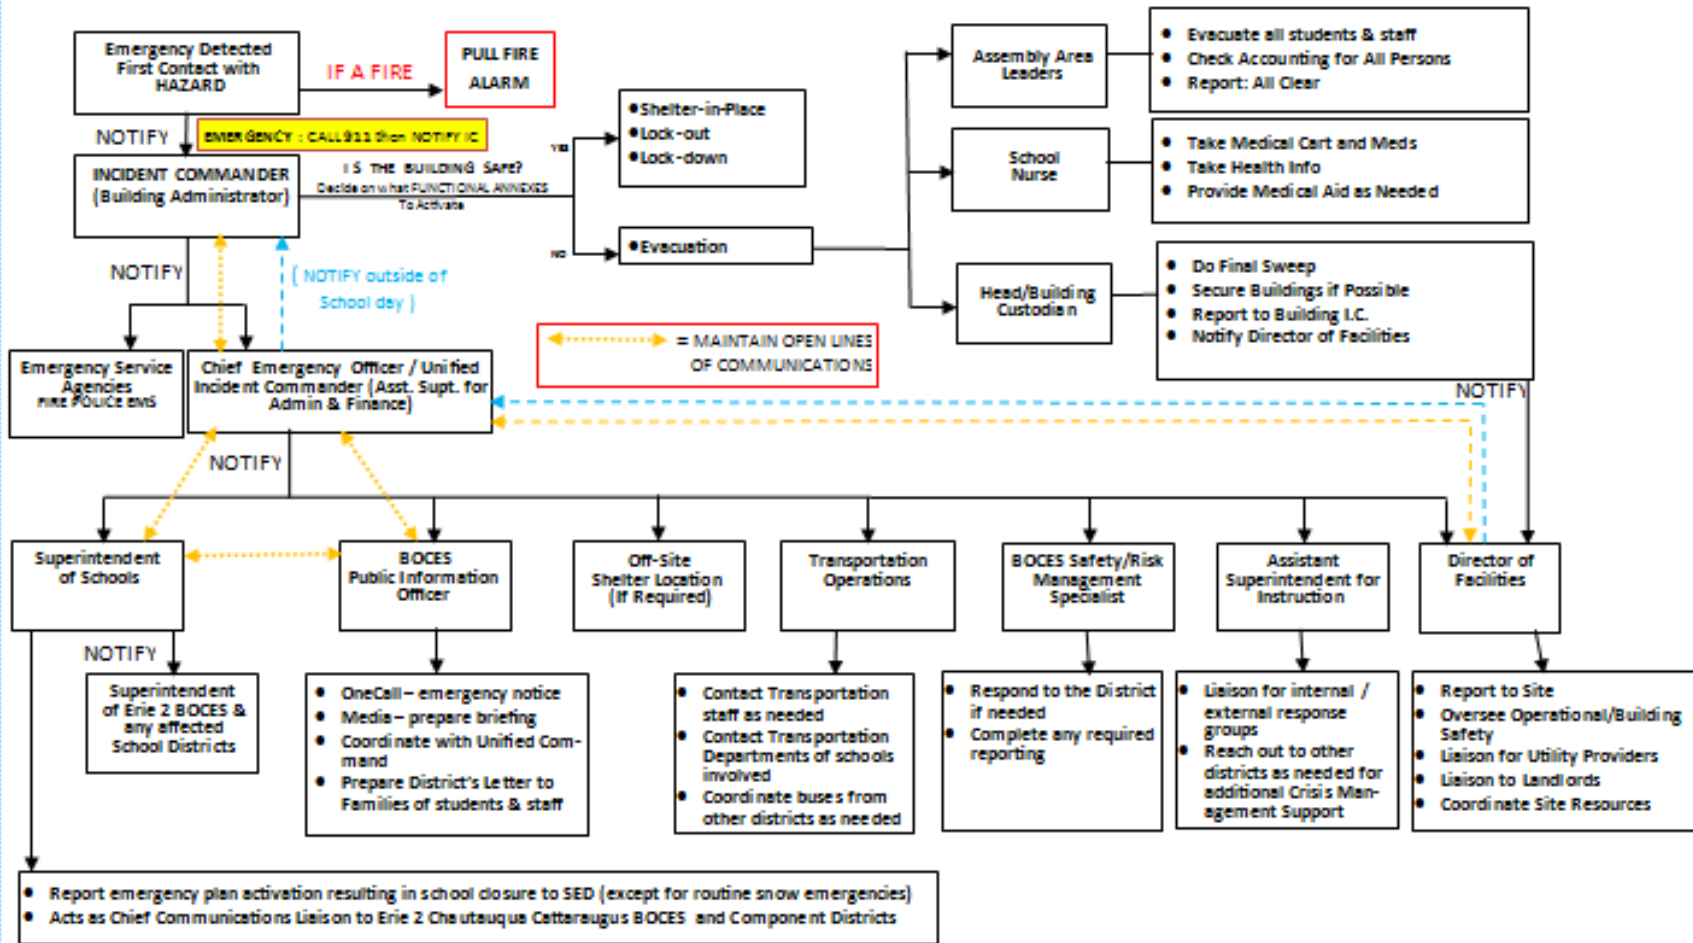 Emergency Detected
First Contact with
HAZARD
IF A FIRE
PULL FIRE
ALARM
NOTIFY
EMERGENCY : CALL 911 then NOTIFY IC
INCIDENT COMMANDER
(Building Administrator)
IS THE BUILDING SAFE?
Decide on what FUNCTIONAL ANNEXES
To Activate
YES
NO
•Shelter-in-Place
•Lock-out
•Lock-down
•Evacuation
Assembly Area
Leaders
• Evacuate all students & staff
• Check Accounting for All Persons
• Report: All Clear
School
Nurse
• Take Medical Cart and Meds
• Take Health Info
• Provide Medical Aid as Needed
Head/Building
Custodian
• Do Final Sweep
• Secure Buildings if Possible
• Report to Building I.C.
• Notify Director of Facilities
NOTIFY
NOTIFY
( NOTIFY outside of
School day )
= MAINTAIN OPEN LINES
OF COMMUNICATIONS
Emergency Service
Agencies
FIRE POLICE EMS
Chief Emergency Officer / Unified
Incident Commander (Asst. Supt. for
Admin & Finance)
NOTIFY
Superintendent
of Schools
BOCES
Public Information
Officer
Off-Site
Shelter Location
(If Required)
Transportation
Operations
BOCES Safety/Risk
Management
Specialist
Assistant
Superintendent for
Instruction
Director of
Facilities
NOTIFY
Superintendent
of Erie 2 BOCES &
any affected
School Districts
• OneCall – emergency notice
• Media – prepare briefing
• Coordinate with Unified Com-
mand
• Prepare District's Letter to
Families of students & staff
• Contact Transportation
staff as needed
• Contact Transportation
Departments of schools
involved
• Coordinate buses from
other districts as needed
• Respond to the District
if needed
• Complete any required
reporting
• Liaison for internal /
external response
groups
• Reach out to other
districts as needed for
additional Crisis Man-
agement Support
• Report to Site
• Oversee Operational/Building
Safety
• Liaison for Utility Providers
• Liaison to Landlords
• Coordinate Site Resources
• Report emergency plan activation resulting in school closure to SED (except for routine snow emergencies)
• Acts as Chief Communications Liaison to Erie 2 Chautauqua Cattaraugus BOCES and Component Districts